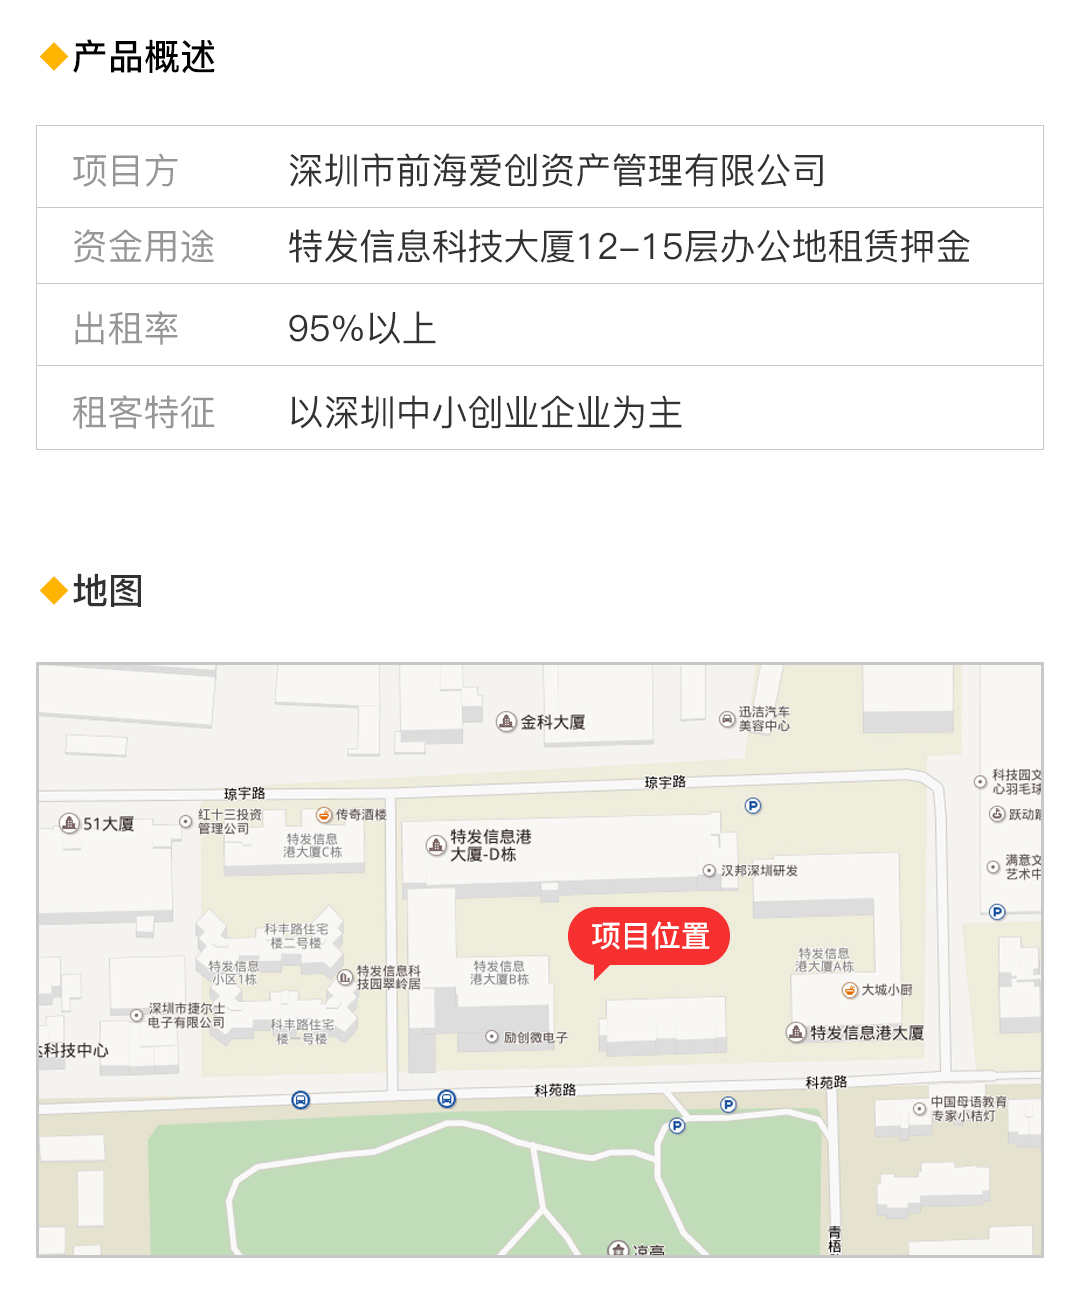 产品概述
项目方 深圳市前海爱创资产管理有限公司
资金用途 特发信息科技大厦12-15层办公地租赁押金
出租率 95%以上
租客特征 以深圳中小创业企业为主
地图
金科大厦
迅洁汽车
美容中心
琼宇路
琼宇路
科技园文
心羽毛球
51大厦
红十三投资
管理公司
传奇酒楼
跃动
特发信息
港大厦C栋
特发信息港
大厦-D栋
汉邦深圳研发
满意文
艺术中
科丰路住宅
楼二号楼
项目位置
特发信息
小区1栋
特发信息科
技园翠岭居
特发信息
港大厦B栋
特发信息
港大厦A栋
大城小厨
深圳市捷尔士
电子有限公司
科丰路住宅
楼一号楼
励创微电子
特发信息港大厦
科技中心
科苑路
科苑路
中国母语教育
专家小桔灯
青
梧
凉亭
P
P
P
P